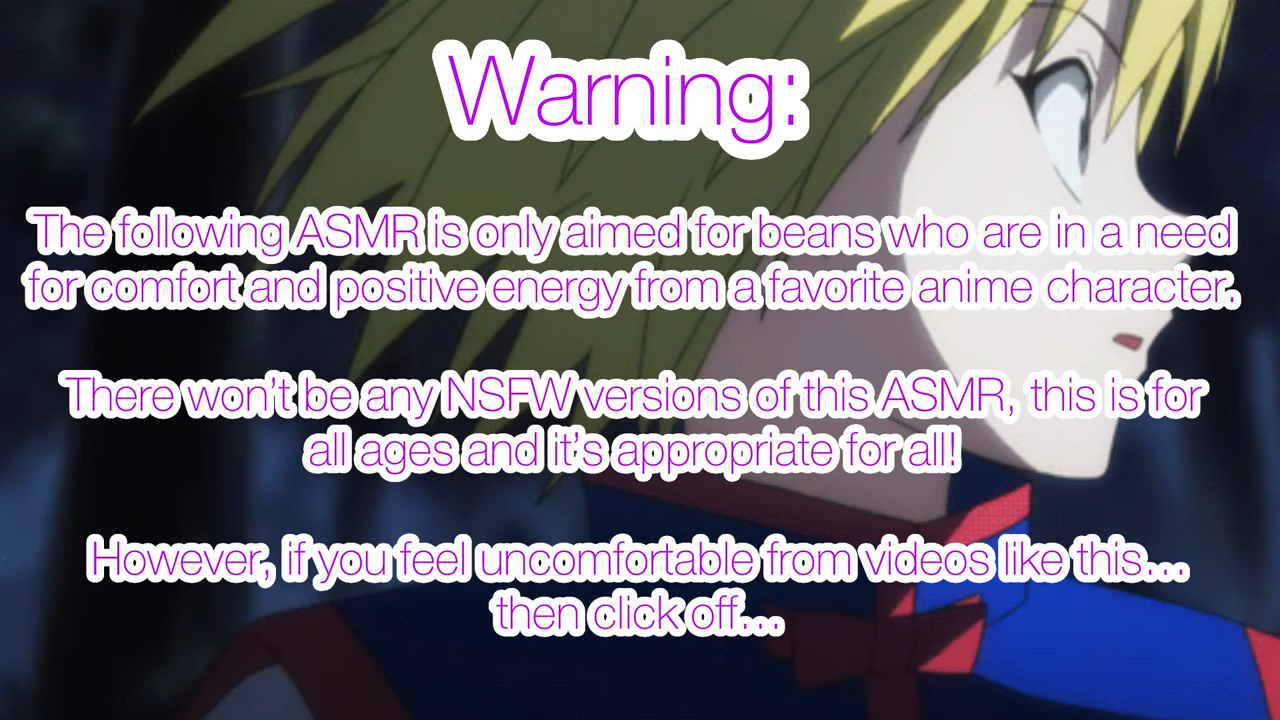 Warning:
The following ASMR is only aimed for beans who are in a need
for comfort and positive energy from a favorite anime character.
There won't be any NSFW versions of this ASMR, this is for
all ages and it's appropriate for all!
However, if you feel uncomfortable from videos like this...
then click off...